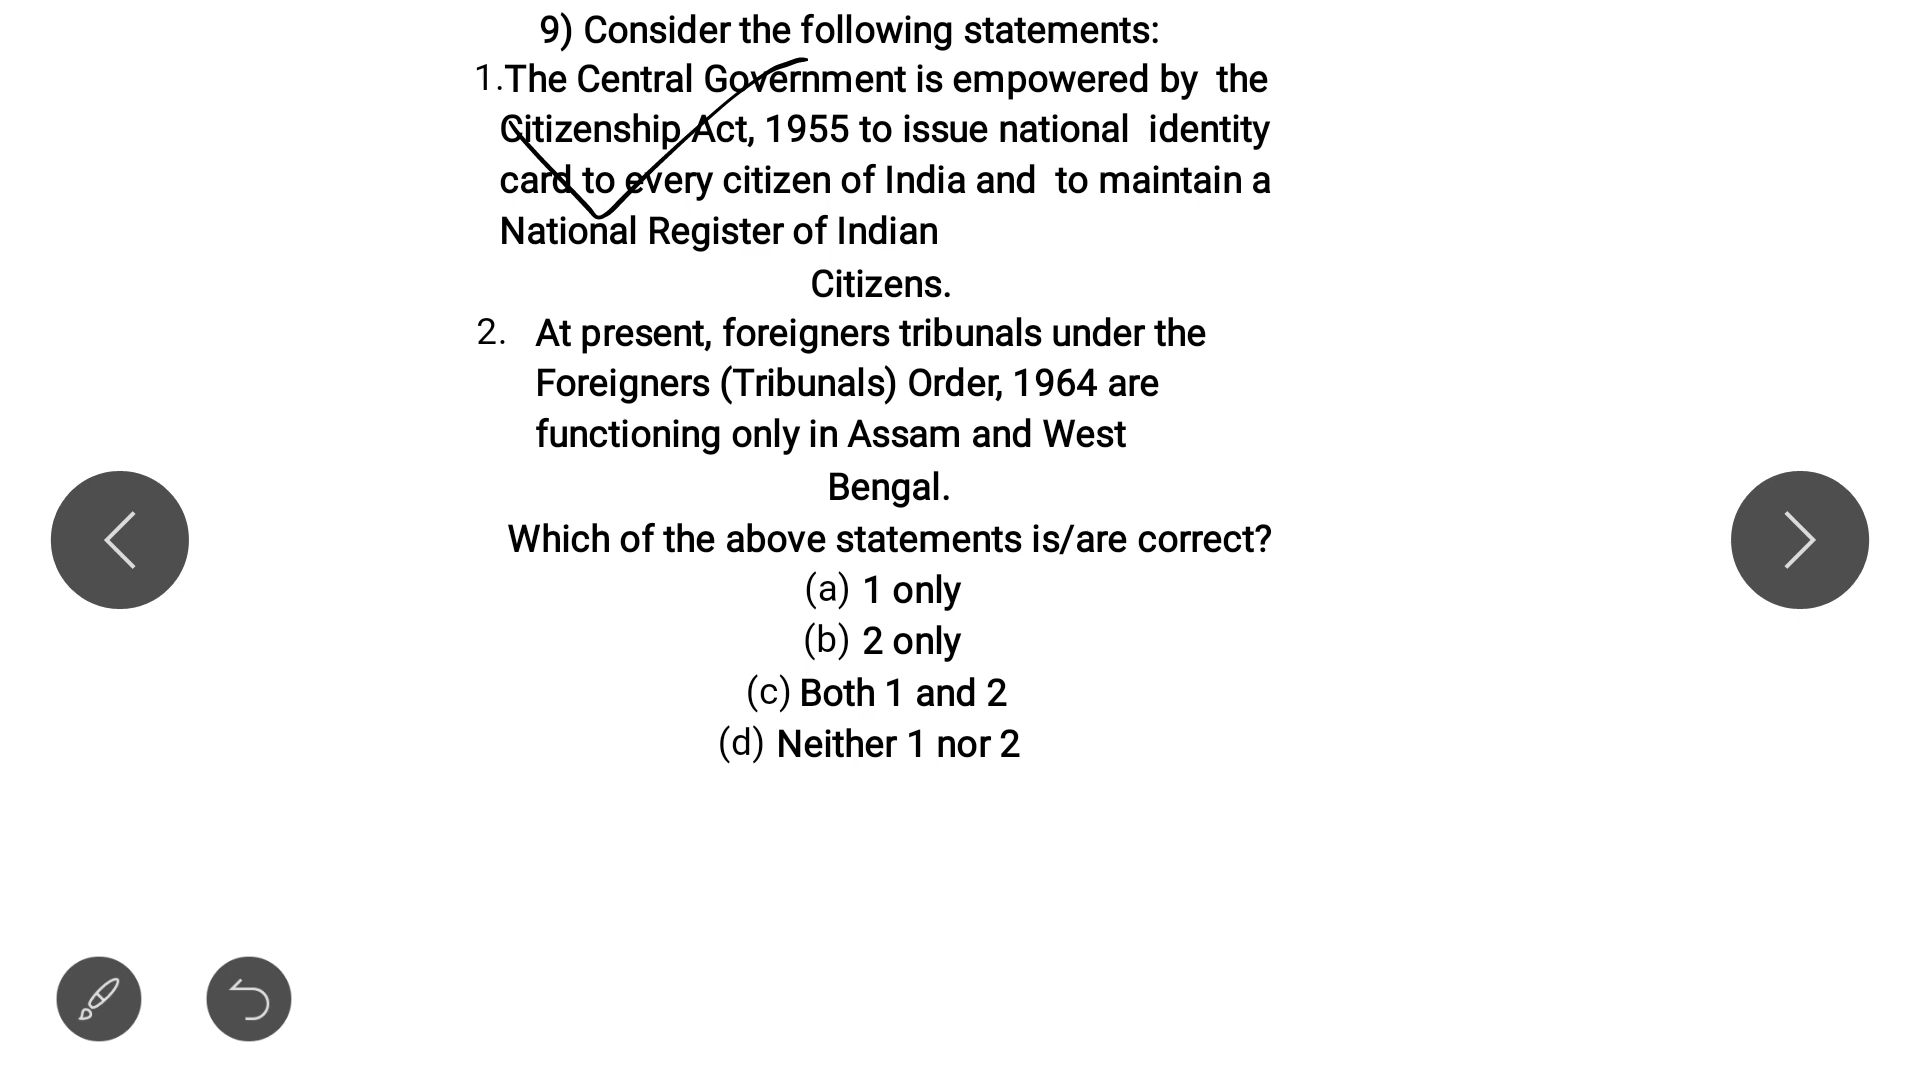 9) Consider the following statements:
1.The Central Government is empowered by the
Citizenship Act, 1955 to issue national identity
card to every citizen of India and to maintain a
National Register of Indian
Citizens.
2. At present, foreigners tribunals under the
Foreigners (Tribunals) Order, 1964 are
functioning only in Assam and West
Bengal.
Which of the above statements is/are correct?
(a) 1 only
(b) 2 only
(c) Both 1 and 2
(d) Neither 1 nor 2